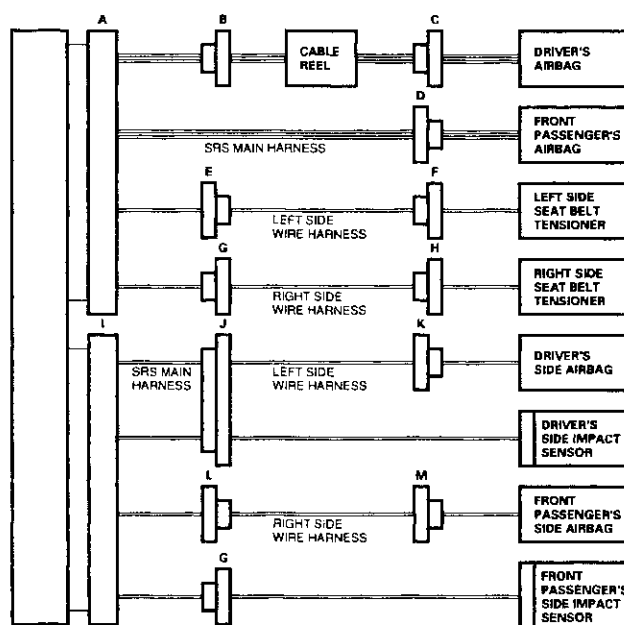 A
B
CABLE
REEL
C
DRIVER'S
AIRBAG
D
SRS MAIN HARNESS
FRONT
PASSENGER'S
AIRBAG
E
LEFT SIDE
WIRE HARNESS
F
LEFT SIDE
SEAT BELT
TENSIONER
G
RIGHT SIDE
WIRE HARNESS
H
RIGHT SIDE
SEAT BELT
TENSIONER
I
SRS MAIN
HARNESS
J
LEFT SIDE
WIRE HARNESS
K
DRIVER'S
SIDE AIRBAG
DRIVER'S
SIDE IMPACT
SENSOR
L
RIGHT SIDE
WIRE HARNESS
M
FRONT
PASSENGER'S
SIDE AIRBAG
G
FRONT
PASSENGER'S
SIDE IMPACT
SENSOR